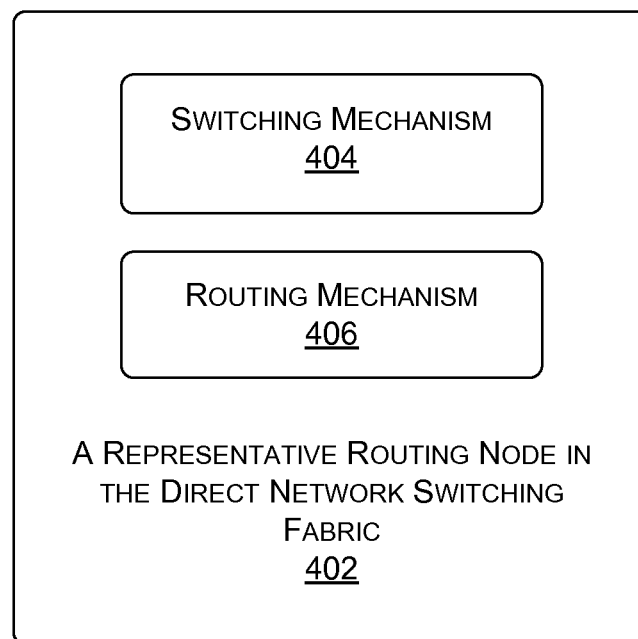 SWITCHING MECHANISM
404
ROUTING MECHANISM
406
A REPRESENTATIVE ROUTING NODE IN
THE DIRECT NETWORK SWITCHING
FABRIC
402